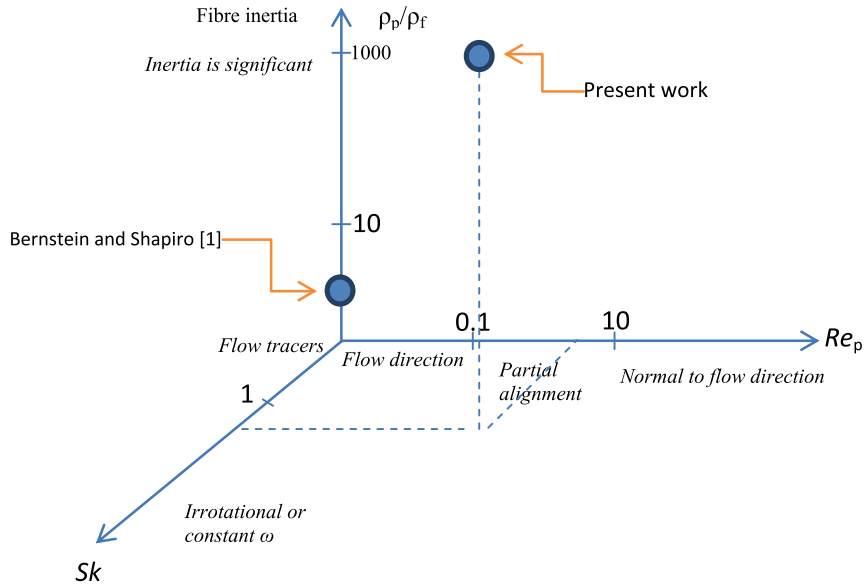 Fibre inertia
ρp/ρf
Inertia is significant
1000
Present work
10
Bernstein and Shapiro [1]
0.1
10
Rep
Flow tracers
Flow direction
Partial
alignment
Normal to flow direction
1
Irrotational or
constant ω
Sk